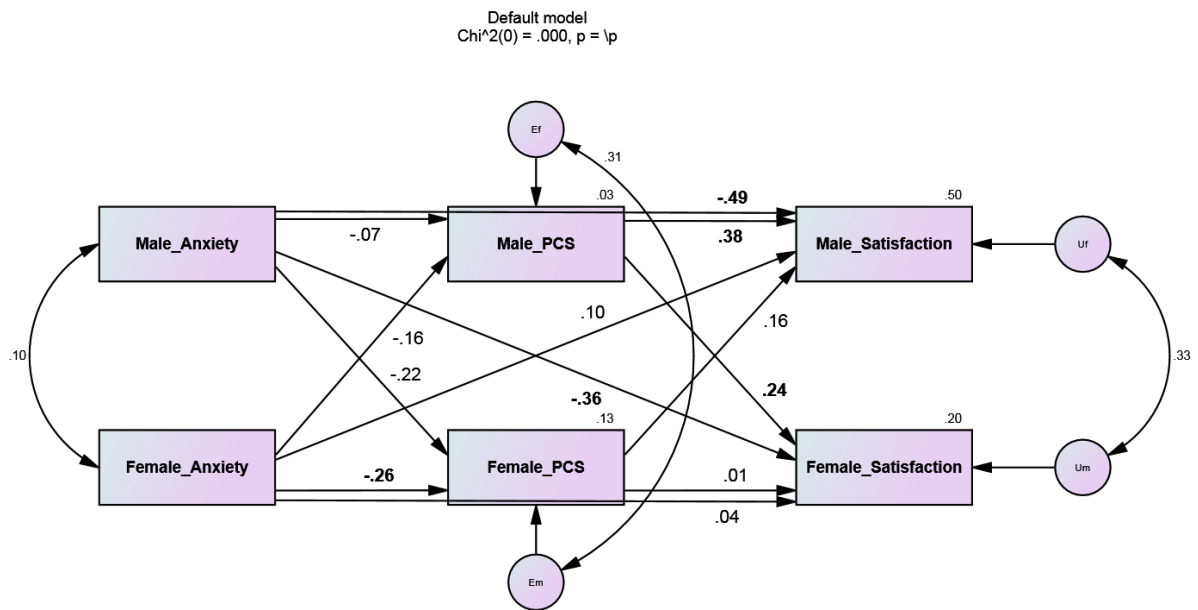 Default model
Chi^2(0) = .000, p = \p
Ef
.31
.03
-.49
.50
Male_Anxiety
-.07
Male_PCS
.38
Male_Satisfaction
Uf
.10
.16
-.16
-.22
.10
.33
-.36
.24
.13
.20
Female_Anxiety
-.26
Female_PCS
.01
Female_Satisfaction
Um
.04
Em